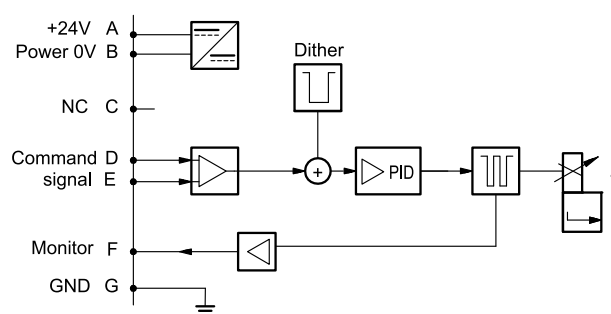 +24V A
Power 0V B
Dither
NC C
Command D
signal E
+
PID
Monitor F
GND G